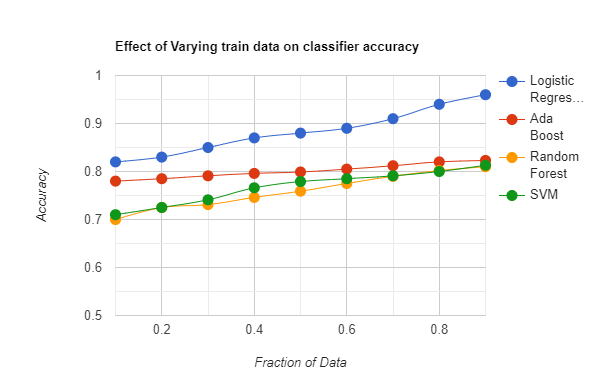 Effect of Varying train data on classifier accuracy
1
0.9
0.8
0.7
0.6
0.5
0.2
0.4
0.6
0.8
Accuracy
Fraction of Data
Logistic
Regres...
Ada
Boost
Random
Forest
SVM